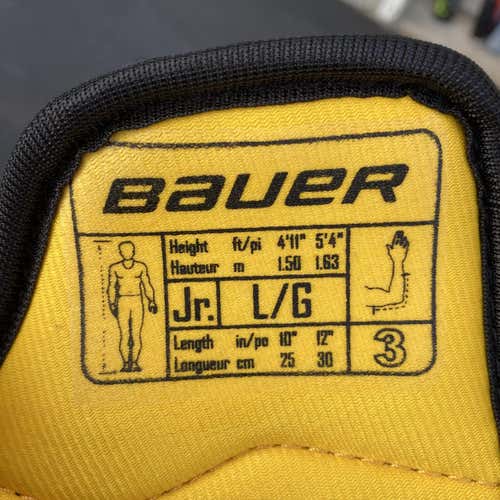 BAUER
Height ft/pi 4'11" 5'4"
Hauteur m 1.50 1.63
Jr. L/G
Length in/po 10" 12"
Longueur cm 25 30
3